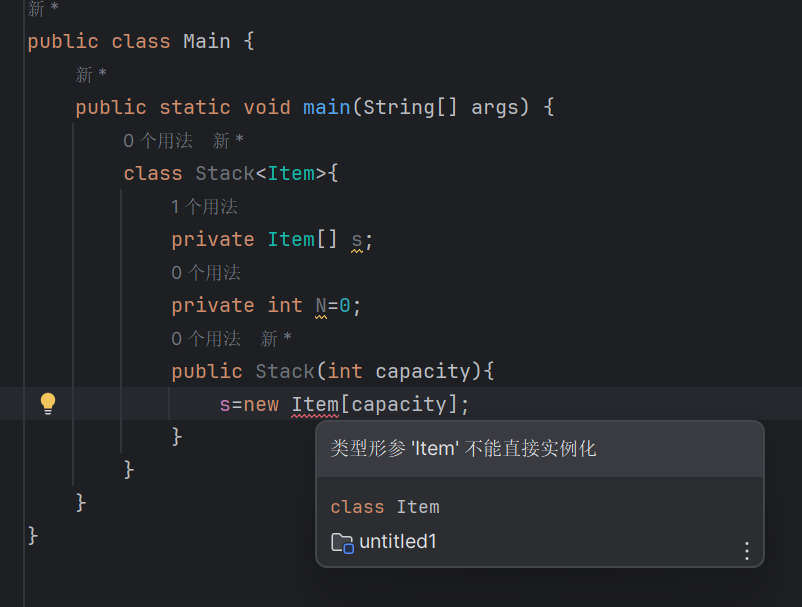 新 *
public class Main {
新 *
public static void main(String[] args) {
0 个用法 新 *
class Stack<Item>{
1 个用法
private Item[] s;
0 个用法
private int N=0;
0 个用法 新 *
public Stack(int capacity){
s=new Item[capacity];
}
类型形参 'Item' 不能直接实例化
}
class Item
}
untitled1
}